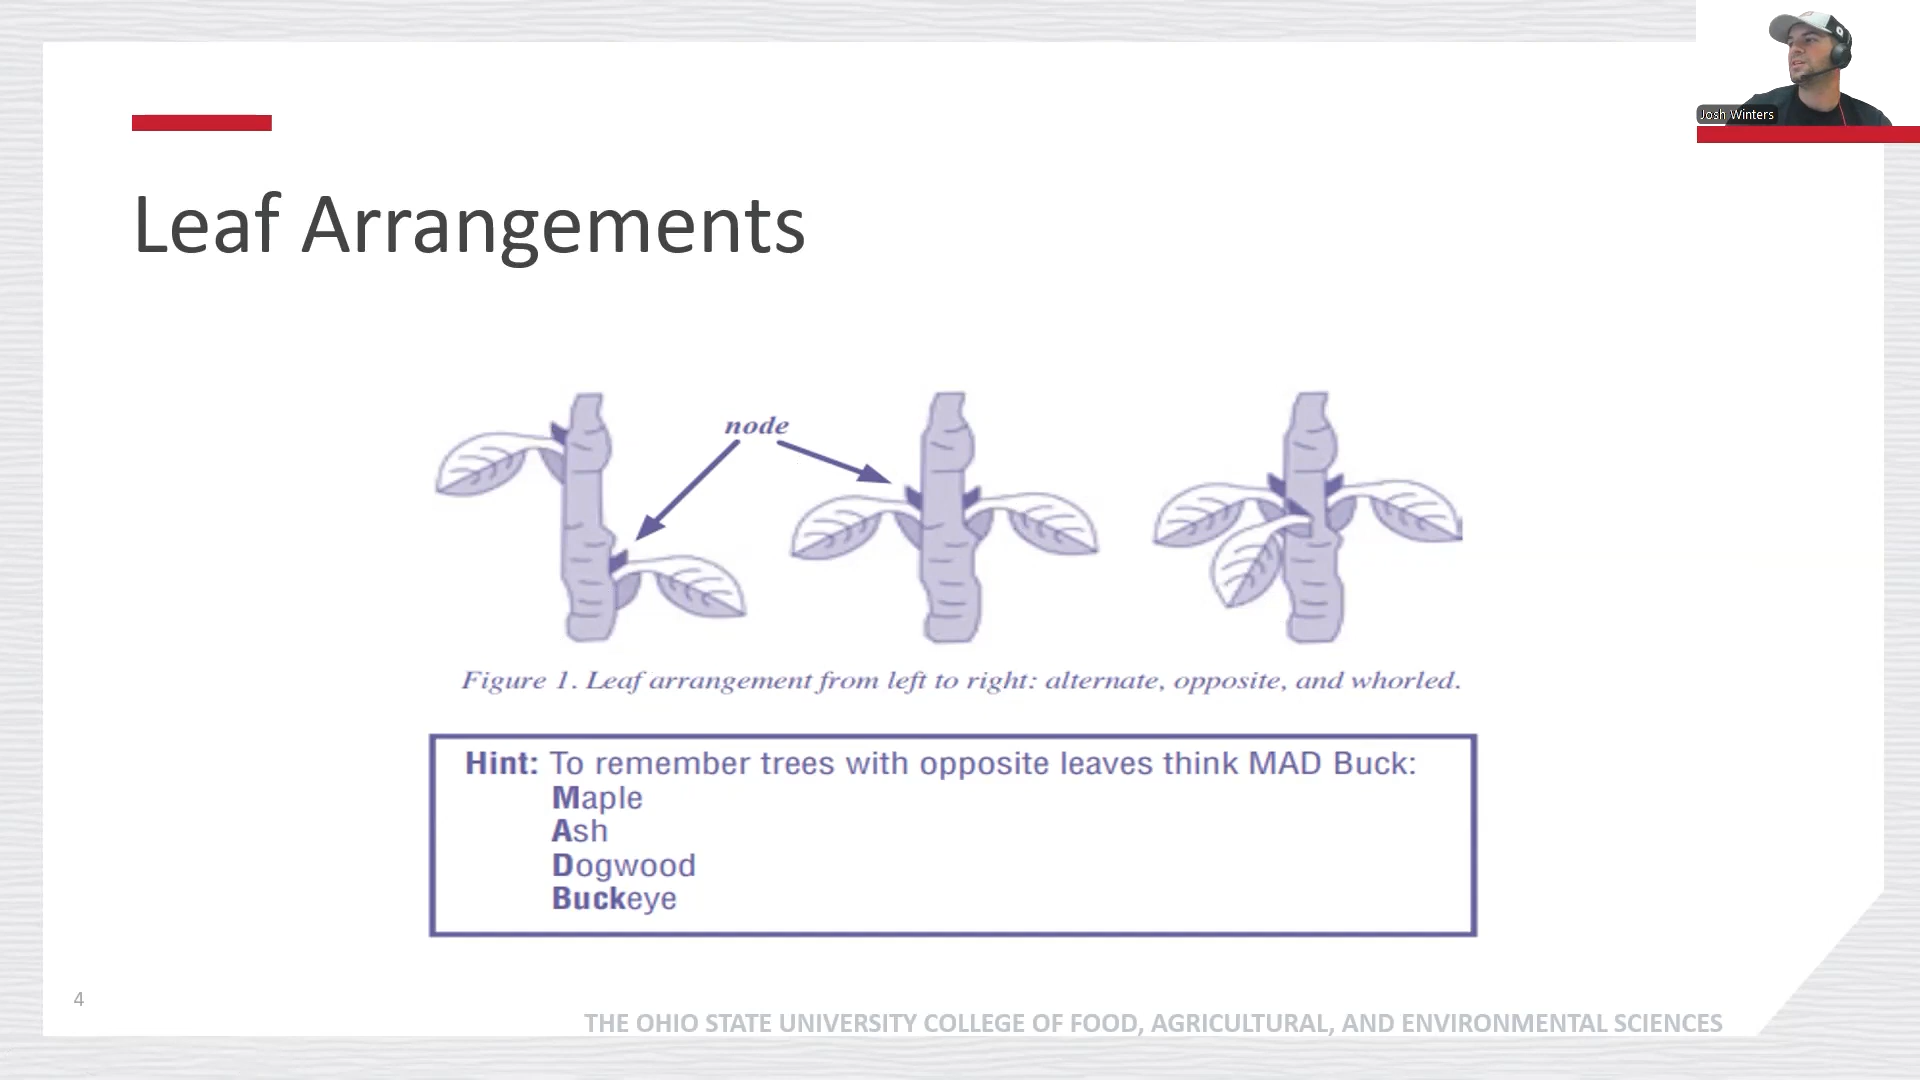 Josh Winters
Leaf Arrangements
node
Figure 1. Leaf arrangement from left to right: alternate, opposite, and whorled.
Hint: To remember trees with opposite leaves think MAD Buck:
Maple
Ash
Dogwood
Buckeye
4
THE OHIO STATE UNIVERSITY COLLEGE OF FOOD, AGRICULTURAL, AND ENVIRONMENTAL SCIENCES